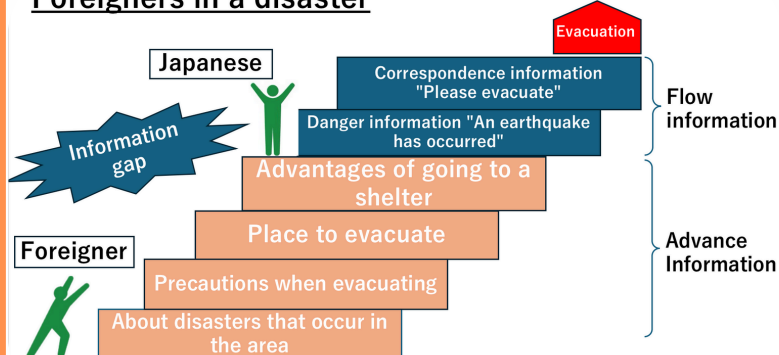 Foreigners in a disaster
Evacuation
Japanese
Correspondence information
"Please evacuate"
Flow
information
Danger information "An earthquake
has occurred"
Information
gap
Advantages of going to a
shelter
Place to evacuate
Advance
Information
Foreigner
Precautions when evacuating
About disasters that occur in
the area